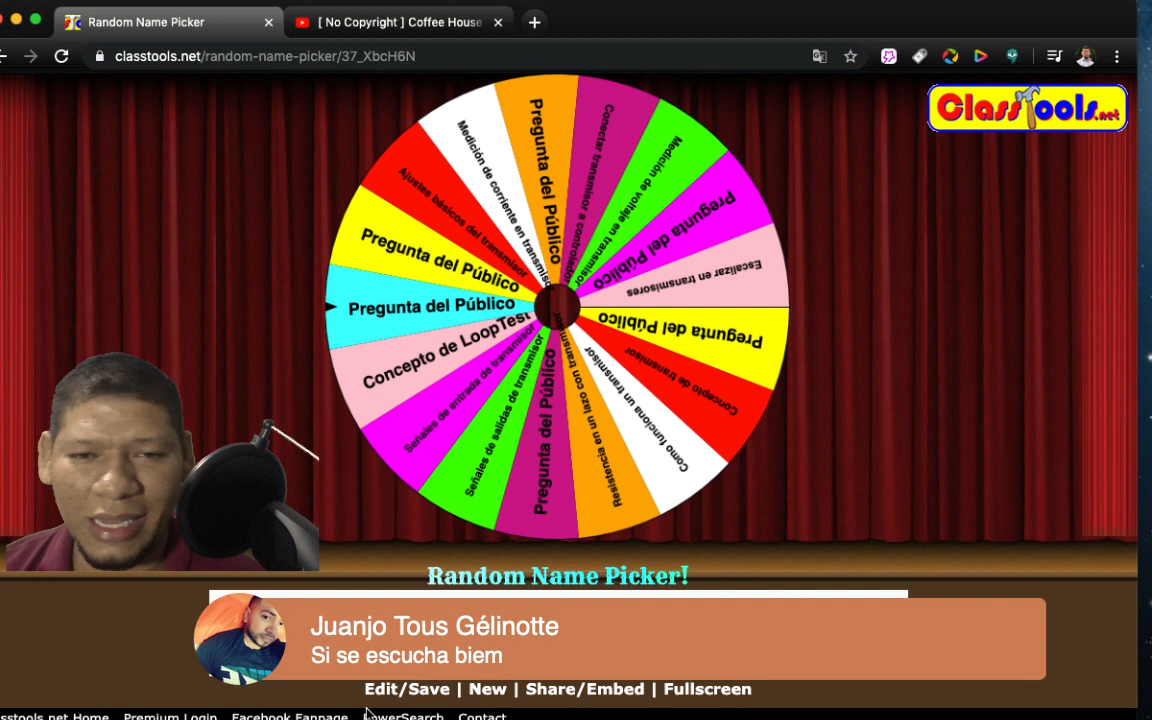 Random Name Picker
[ No Copyright ] Coffee House
classtools.net/random-name-picker/37_XbcH6N
ClassTools.net
Pregunta del Público
Conectar transmisor a controlador
Medición de voltaje en transmisor
Pregunta del Público
Escalizar en transmisores
Pregunta del Público
Concepto de transmisor
Como funciona un transmisor
Resistencia en un lazo con transmisor
Pregunta del Público
Señales de salidas de transmisor
Señales de entrada de transmisor
Concepto de LoopTest
Pregunta del Público
Pregunta del Público
Ajustes básicos del transmisor
Medición de corriente en transmisor
Random Name Picker!
Juanjo Tous Gélinotte
Si se escucha biem
Edit/Save | New | Share/Embed | Fullscreen
sstools.net Home Premium Login Facebook Fanpage PowerSearch Contact